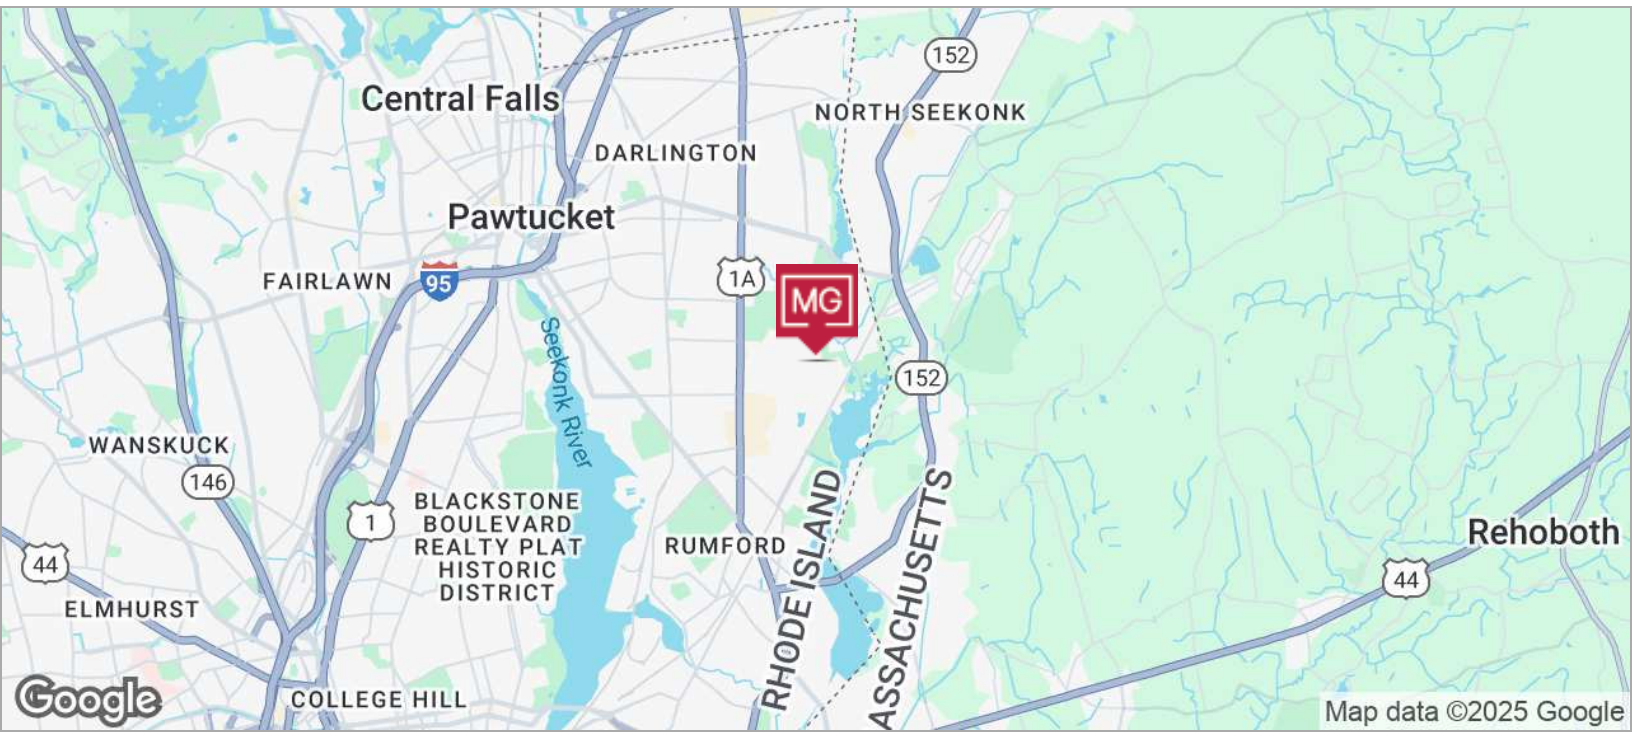 152
Central Falls
NORTH SEEKONK
DARLINGTON
Pawtucket
FAIRLAWN
95
1A
MG
Seekonk River
152
WANSKUCK
146
RHODE ISLAND
ASSACHUSETTS
BLACKSTONE
BOULEVARD
REALTY PLAT
HISTORIC
DISTRICT
1
RUMFORD
Rehoboth
44
44
ELMHURST
COLLEGE HILL
Google
Map data ©2025 Google